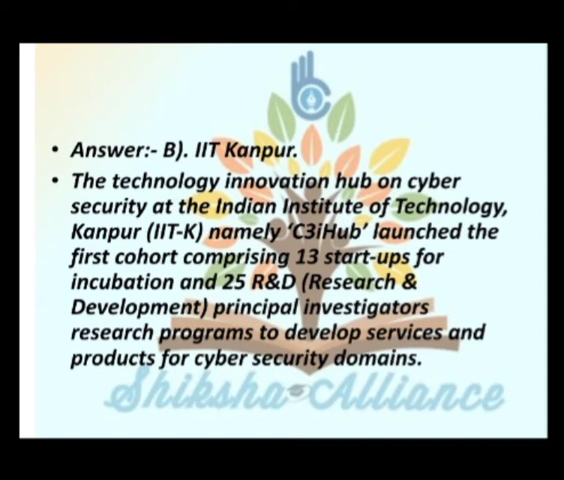 • Answer:- B). IIT Kanpur.
• The technology innovation hub on cyber
security at the Indian Institute of Technology,
Kanpur (IIT-K) namely ‘C3iHub’ launched the
first cohort comprising 13 start-ups for
incubation and 25 R&D (Research &
Development) principal investigators
research programs to develop services and
products for cyber security domains.
Shiksha Alliance